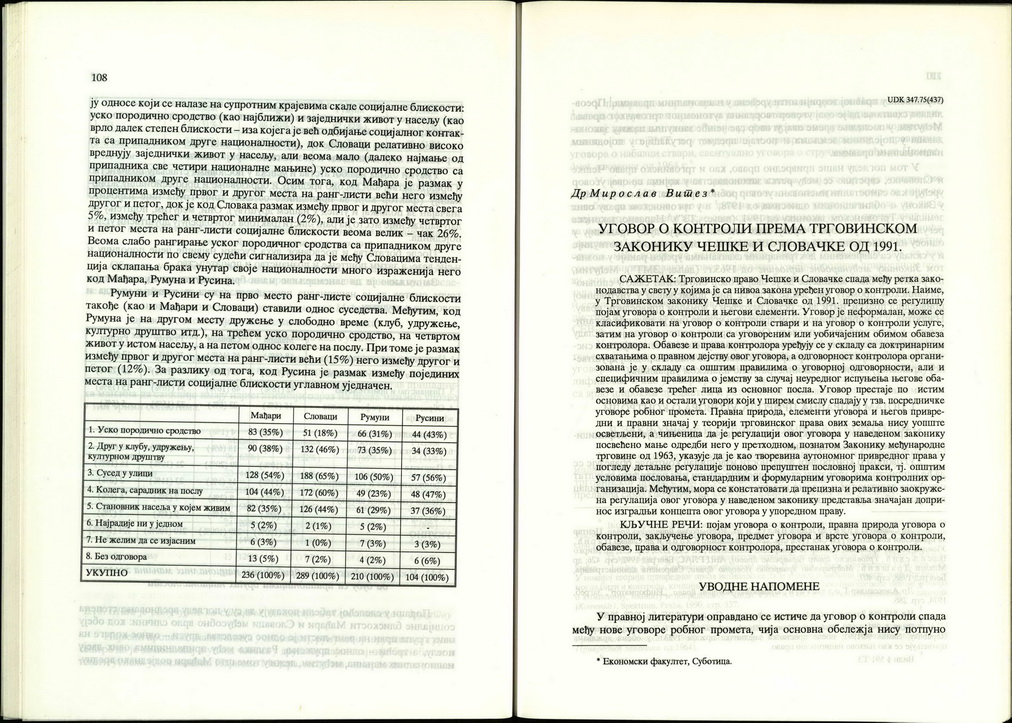 108
ју односе који се налазе на супротним крајевима скале социјалне блискости:
уско породично сродство (као најближи) и заједнички живот у насељу (као
врло далек степен блискости – иза којега је већ одбијање социјалног контак-
та са припадником друге националности), док Словаци релативно високо
вреднују заједнички живот у насељу, али веома мало (далеко најмање од
припадника све четири националне мањине) уско породично сродство са
припадником друге националности. Осим тога, код Мађара је размак у
процентима између првог и другог места на ранг-листи већи него између
другог и петог, док је код Словака размак између првог и другог места свега
5%, између трећег и четвртог минималан (2%), али је зато између четвртог
и петог места на ранг-листи социјалне блискости веома велик – чак 26%.
Веома слабо рангирање уског породичног сродства са припадником друге
националности по свему судећи сигнализира да је међу Словацима тенден-
ција склапања брака унутар своје националности много израженија него
код Мађара, Румуна и Русина.
Румуни и Русини су на прво место ранг-листе социјалне блискости
такође (као и Мађари и Словаци) ставили однос суседства. Међутим, код
Румуна је на другом месту дружење у слободно време (клуб, удружење,
културно друштво итд.), на трећем уско породично сродство, на четвртом
живот у истом насељу, а на петом однос колеге на послу. При томе је размак
између првог и другог места на ранг-листи већи (15%) него између другог и
петог (12%). За разлику од тога, код Русина је размак између појединих
места на ранг-листи социјалне блискости углавном уједначен.
Мађари Словаци Румуни Русини
1. Уско породично сродство 83 (35%) 51 (18%) 66 (31%) 44 (43%)
2. Друг у клубу, удружењу,
културном друштву 90 (38%) 132 (46%) 73 (35%) 34 (33%)
3. Сусед у улици 128 (54%) 188 (65%) 106 (50%) 57 (56%)
4. Колега, сарадник на послу 104 (44%) 172 (60%) 49 (23%) 48 (47%)
5. Становник насеља у којем живим 82 (35%) 126 (44%) 61 (29%) 37 (36%)
6. Најрадије ни у једном 5 (2%) 2 (1%) 5 (2%) -
7. Не желим да се изјасним 6 (3%) 1 (0%) 7 (3%) 3 (3%)
8. Без одговора 13 (5%) 7 (2%) 4 (2%) 6 (6%)
УКУПНО 236 (100%) 289 (100%) 210 (100%) 104 (100%)
UDK 347.75(437)
Др Мирослав Витез*
УГОВОР О КОНТРОЛИ ПРЕМА ТРГОВИНСКОМ
ЗАКОНИКУ ЧЕШКЕ И СЛОВАЧКЕ ОД 1991.
САЖЕТАК: Трговинско право Чешке и Словачке спада међу ретка зако-
нодавства у свету у којима је са нивоа закона уређен уговор о контроли. Наиме,
у Трговинском законику Чешке и Словачке од 1991. прецизно се регулишу
појам уговора о контроли и његови елементи. Уговор је неформалан, може се
класификовати на уговор о контроли ствари и на уговор о контроли услуге,
затим на уговор о контроли са уговореним или уобичајеним обимом обавеза
контролора. Обавезе и права контролора уређују се у складу са доктринарним
схватањима о правном дејству овог уговора, а одговорност контролора органи-
зована је у складу са општим правилима о уговорној одговорности, али и
специфичним правилима о јемству за случај неуредног испуњења његове оба-
везе и обавезе трећег лица из основног посла. Уговор престаје по истим
основима као и остали уговори који у ширем смислу спадају у тзв. посредничке
уговоре робног промета. Правна природа, елементи уговора и његов привре-
дни и правни значај у теорији трговинског права ових земаља нису уопште
осветљени, а чињеница да је регулацији овог уговора у наведеном законику
посвећено мање одредби него у претходном, познатом Законику међународне
трговине од 1963, указује да је као творевина аутономног привредног права у
погледу детаљне регулације поново препуштен пословној пракси, тј. општим
условима пословања, стандардним и формуларним уговорима контролних ор-
ганизација. Међутим, мора се констатовати да прецизна и релативно заокруже-
на регулација овог уговора у наведеном законику представља значајан допри-
нос изградњи концепта овог уговора у упоредном праву.
КЉУЧНЕ РЕЧИ: појам уговора о контроли, правна природа уговора о
контроли, закључење уговора, предмет уговора и врсте уговора о контроли,
обавезе, права и одговорност контролора, престанак уговора о контроли.
УВОДНЕ НАПОМЕНЕ
У правној литератури оправдано се истиче да уговор о контроли спада
међу нове уговоре робног промета, чија основна обележја нису потпуно
* Економски факултет, Суботица.